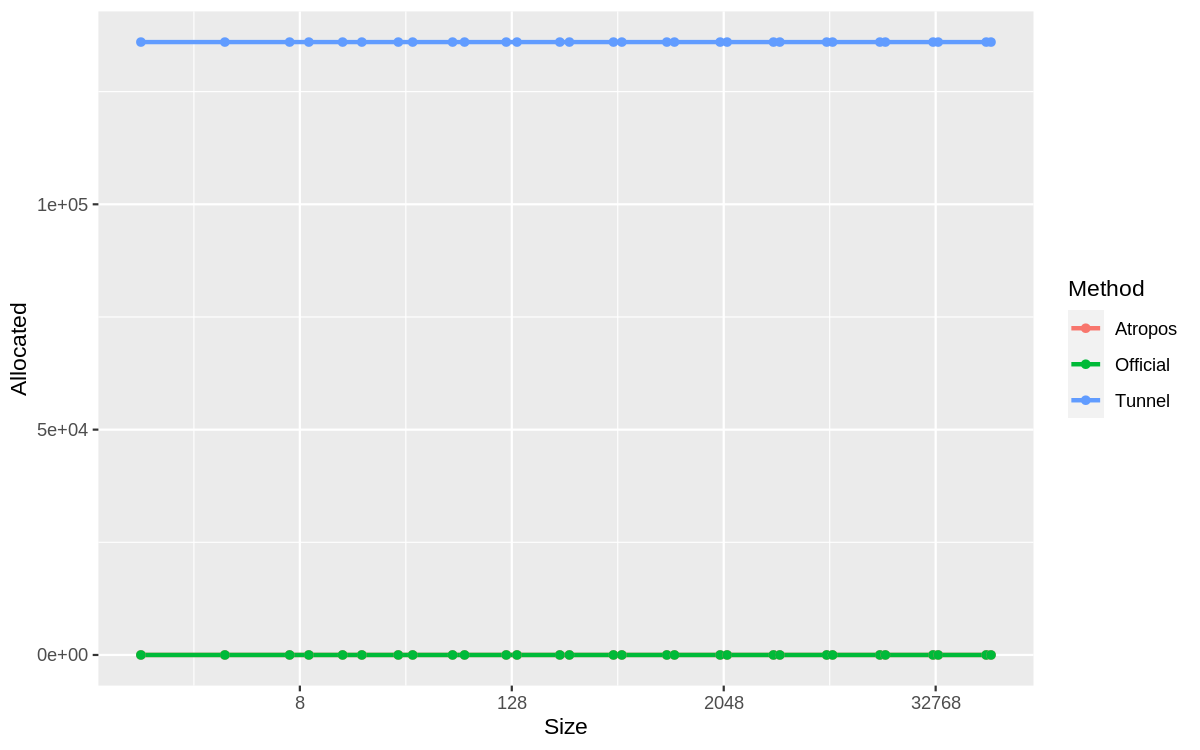 1e+05
5e+04
0e+00
Allocated
8 128 2048 32768
Size
Method
Atropos
Official
Tunnel